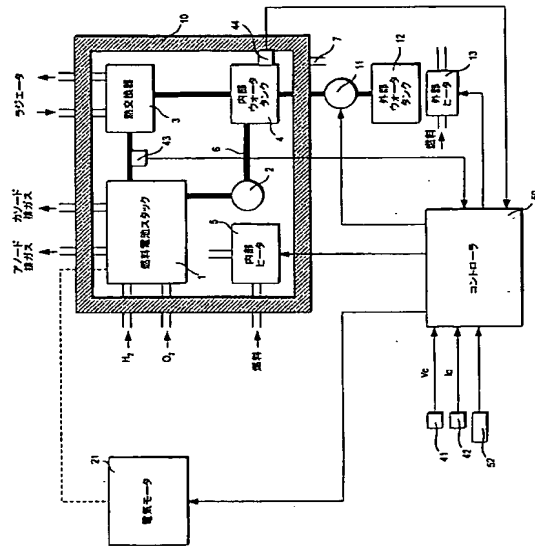 ラジエータ
カソード
排ガス
アノード
排ガス
10
44
7
熱交換器
3
43
内部
ウォータ
タンク
4
6
2
燃料電池スタック
1
5
内部
ヒータ
H₂
O₂
燃料
11
12
外部
ウォータ
タンク
13
外部
ヒータ
燃料
21
電気モータ
50
コントローラ
Vc
Ic
41
42
52